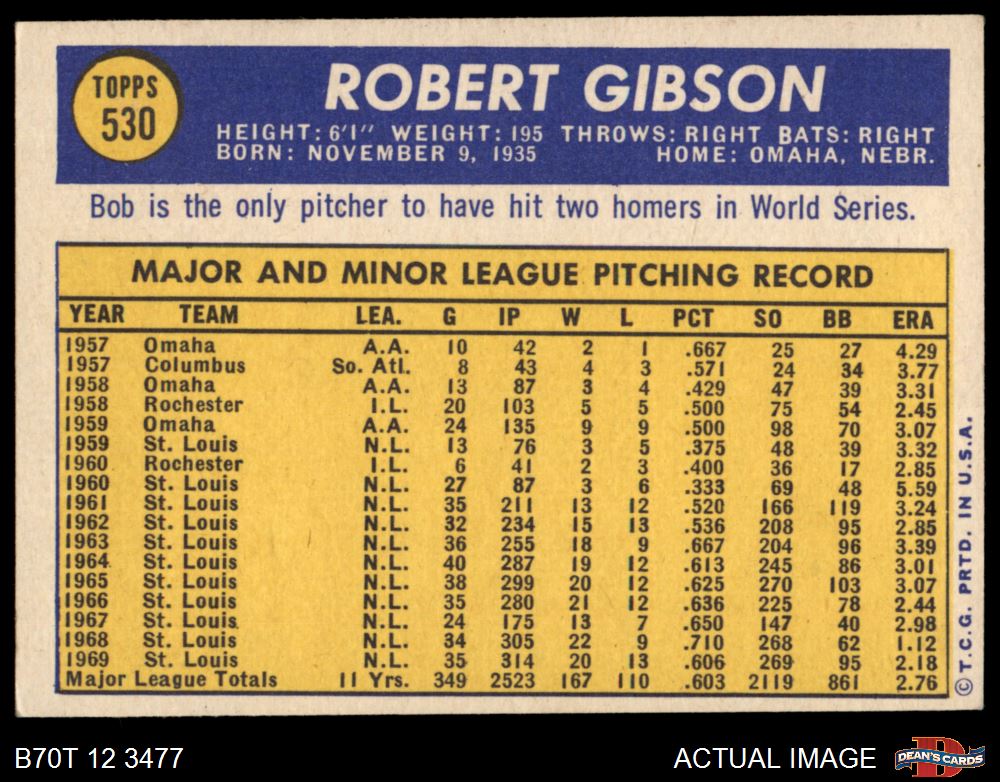 TOPPS
530
ROBERT GIBSON
HEIGHT: 6'1" WEIGHT: 195 THROWS: RIGHT BATS: RIGHT
BORN: NOVEMBER 9, 1935 HOME: OMAHA, NEBR.
Bob is the only pitcher to have hit two homers in World Series.
MAJOR AND MINOR LEAGUE PITCHING RECORD
YEAR TEAM LEA. G IP W L PCT SO BB ERA
1957 Omaha A.A. 10 42 2 1 .667 25 27 4.29
1957 Columbus So. Atl. 8 43 4 3 .571 24 34 3.77
1958 Omaha A.A. 13 87 3 4 .429 47 39 3.31
1958 Rochester I.L. 20 103 5 5 .500 75 54 2.45
1959 Omaha A.A. 24 135 9 9 .500 98 70 3.07
1959 St. Louis N.L. 13 76 3 5 .375 48 39 3.32
1960 Rochester I.L. 6 41 2 3 .400 36 17 2.85
1960 St. Louis N.L. 27 87 3 6 .333 69 48 5.59
1961 St. Louis N.L. 35 211 13 12 .520 166 119 3.24
1962 St. Louis N.L. 32 234 15 13 .536 208 95 2.85
1963 St. Louis N.L. 36 255 18 9 .667 204 96 3.39
1964 St. Louis N.L. 40 287 19 12 .613 245 86 3.01
1965 St. Louis N.L. 38 299 20 12 .625 270 103 3.07
1966 St. Louis N.L. 35 280 21 12 .636 225 78 2.44
1967 St. Louis N.L. 24 175 13 7 .650 147 40 2.98
1968 St. Louis N.L. 34 305 22 9 .710 268 62 1.12
1969 St. Louis N.L. 35 314 20 13 .606 269 95 2.18
Major League Totals 11 Yrs. 349 2523 167 110 .603 2119 861 2.76
© T.C.G. PRTD. IN U.S.A.
B70T 12 3477
ACTUAL IMAGE
D
DEAN'S CARDS